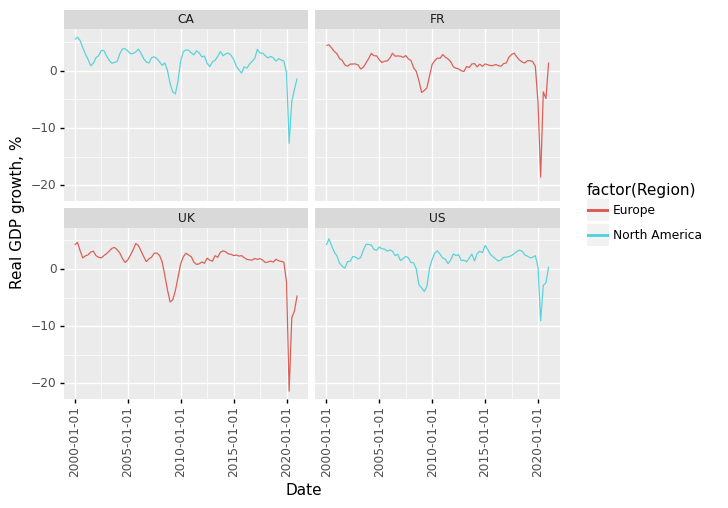 CA
FR
0
−10
−20
UK
US
0
−10
−20
Real GDP growth, %
2000-01-01
2005-01-01
2010-01-01
2015-01-01
2020-01-01
2000-01-01
2005-01-01
2010-01-01
2015-01-01
2020-01-01
Date
factor(Region)
Europe
North America